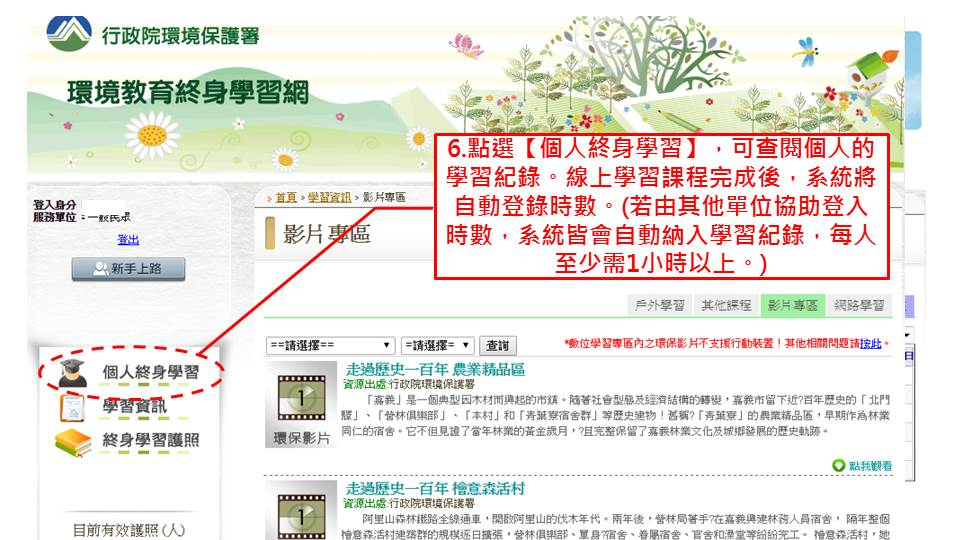 行政院環境保護署
環境教育終身學習網
6.點選【個人終身學習】，可查閱個人的
學習紀錄。線上學習課程完成後，系統將
自動登錄時數。(若由其他單位協助登入
時數，系統皆會自動納入學習紀錄，每人
至少需1小時以上。)
登入身分
服務單位：一般民眾
登出
新手上路
個人終身學習
學習資訊
終身學習護照
目前有效護照(人)
> 首頁 > 學習資訊 > 影片專區
影片專區
戶外學習 其他課程 影片專區 網路學習
==請選擇== =請選擇= 查詢 *數位學習專區內之環保影片不支援行動裝置！其他相關問題請按此。
走過歷史一百年 農業精品區
資源出處:行政院環境保護署
「嘉義」是一個典型因木材而興起的市鎮。隨著社會型態及經濟結構的轉變，嘉義市留下近?百年歷史的「北門
驛」、「營林俱樂部」、「本村」和「青葉寮宿舍群」等歷史建物！舊稱?「青葉寮」的農業精品區，早期作為林業
同仁的宿舍。它不但見證了當年林業的黃金歲月，?且完整保留了嘉義林業文化及城鄉發展的歷史軌跡。
1
環保影片
點我觀看
走過歷史一百年 檜意森活村
資源出處:行政院環境保護署
阿里山森林鐵路全線通車，開啟阿里山的伐木年代。兩年後，營林局著手?在嘉義興建林務人員宿舍， 隔年整個
檜意森活村建築群的規模逐日擴張，營林俱樂部、單身?宿舍、眷屬宿舍、官舍和澡堂等紛紛完工。 檜意森活村，她
1